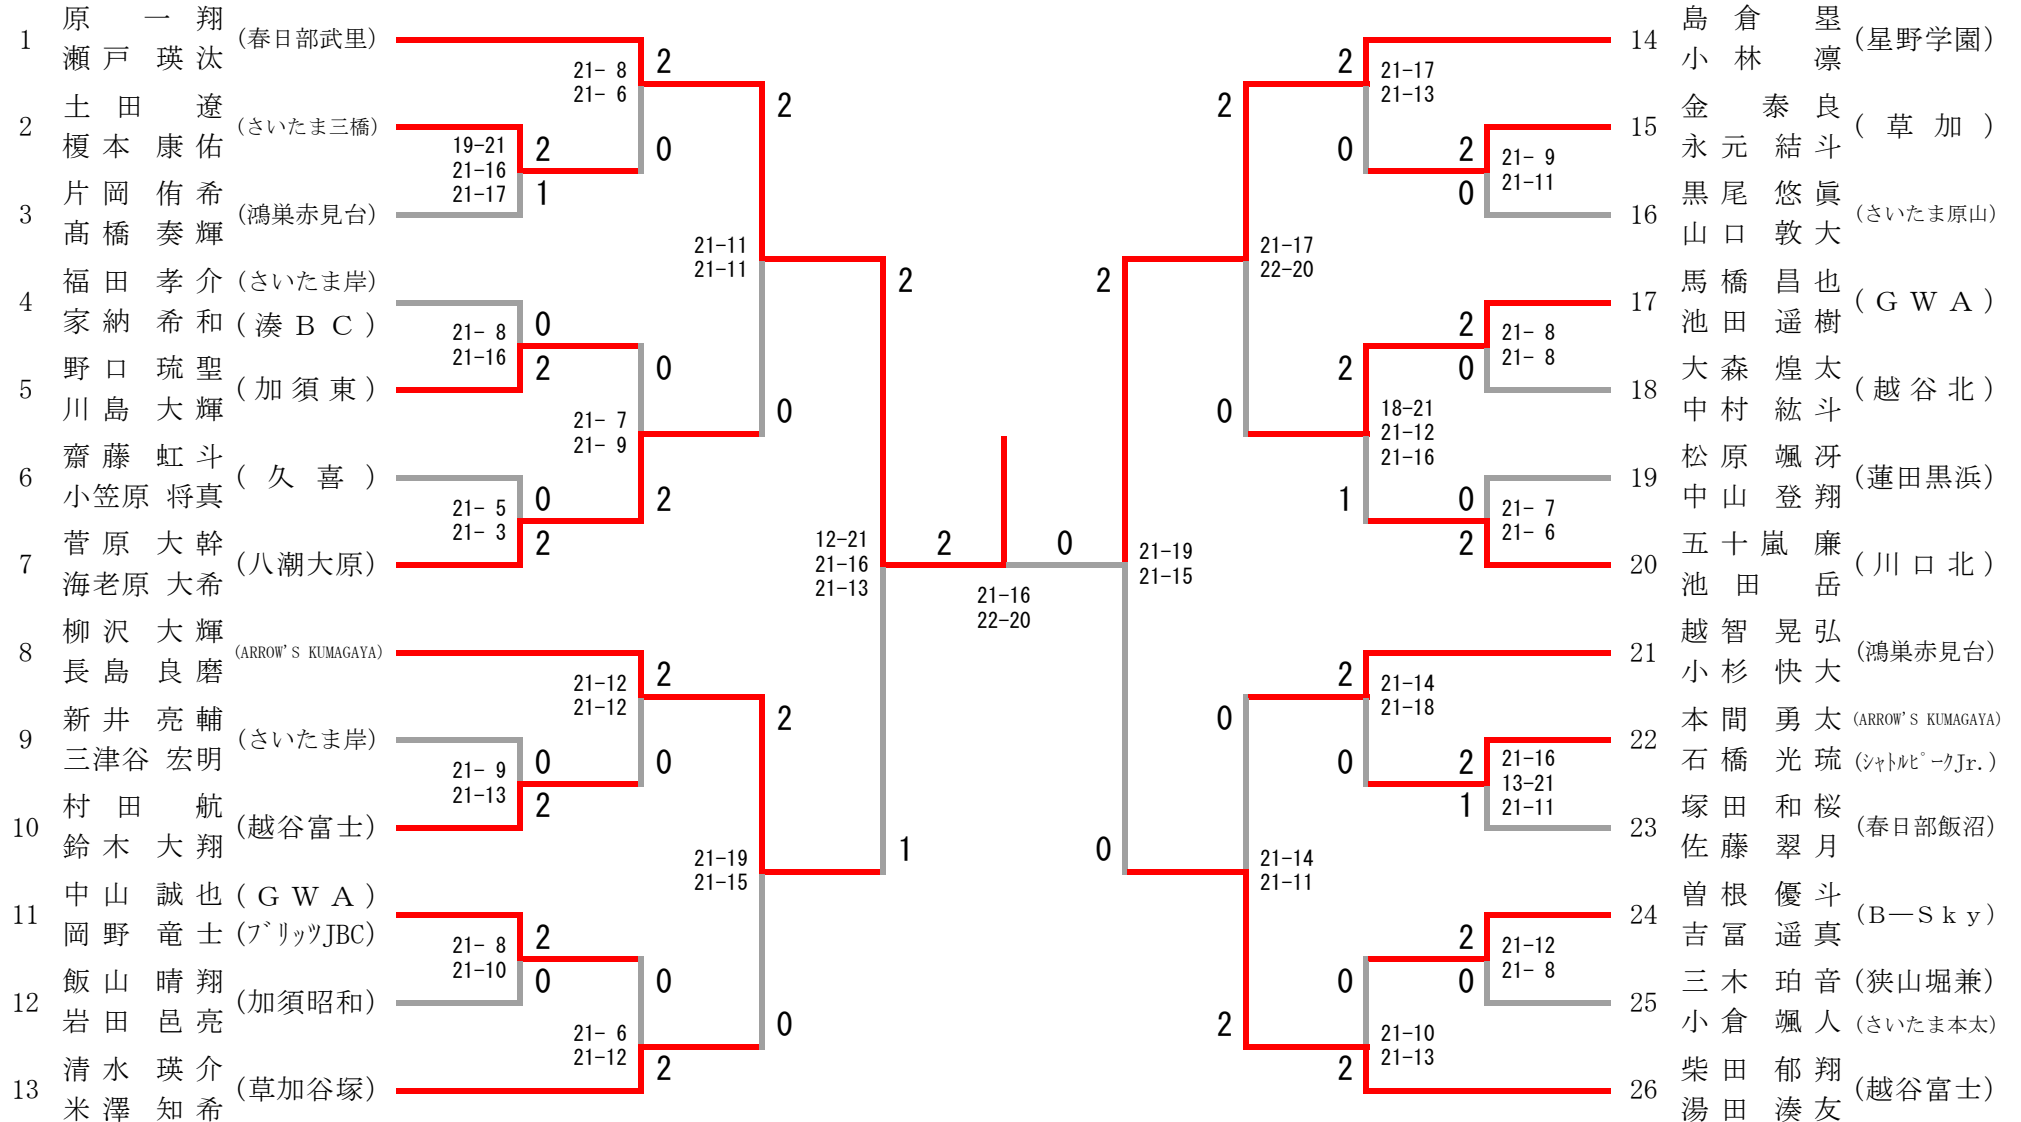 1 原 一 翔 (春日部武里)
瀬戸 瑛汰
2 土田 遼 (さいたま三橋)
榎本 康佑
3 片岡 侑希 (鴻巣赤見台)
髙橋 奏輝
4 福田 孝介 (さいたま岸)
家納 希和 (湊BC)
5 野口 琉聖 (加須東)
川島 大輝
6 齋藤 虹斗 (久喜)
小笠原 将真
7 菅原 大幹 (八潮大原)
海老原 大希
8 柳沢 大輝 (ARROW'S KUMAGAYA)
長島 良磨
9 新井 亮輔 (さいたま岸)
三津谷 宏明
10 村田 航 (越谷富士)
鈴木 大翔
11 中山 誠也 (GWA)
岡野 竜士 (ブリッツJBC)
12 飯山 晴翔 (加須昭和)
岩田 邑亮
13 清水 瑛介 (草加谷塚)
米澤 知希
21- 8
21- 6
2
0
19-21
21-16
21-17
2
1
2
21-11
21-11
0
21- 8
21-16
0
2
21- 7
21- 9
0
2
21- 5
21- 3
0
2
2
12-21
21-16
21-13
1
21-12
21-12
2
0
21- 9
21-13
0
2
2
21-19
21-15
0
21- 8
21-10
2
0
21- 6
21-12
0
2
2
0
21-16
22-20
2
21-19
21-15
0
2
21-17
22-20
0
2
21-17
21-13
0
2
21- 9
21-11
0
2
21- 8
21- 8
0
2
18-21
21-12
21-16
1
0
21- 7
21- 6
2
0
21-14
21-11
2
2
21-14
21-18
0
2
21-16
13-21
21-11
1
2
21-12
21- 8
0
0
21-10
21-13
2
14 島倉 塁 (星野学園)
小林 凛
15 金 泰良 (草加)
永元 結斗
16 黒尾 悠眞 (さいたま原山)
山口 敦大
17 馬橋 昌也 (GWA)
池田 遥樹
18 大森 煌太 (越谷北)
中村 紘斗
19 松原 颯冴 (蓮田黒浜)
中山 登翔
20 五十嵐 廉 (川口北)
池田 岳
21 越智 晃弘 (鴻巣赤見台)
小杉 快大
22 本間 勇太 (ARROW'S KUMAGAYA)
石橋 光琉 (シャトルピークJr.)
23 塚田 和桜 (春日部飯沼)
佐藤 翠月
24 曽根 優斗 (B―Sky)
吉冨 遥真
25 三木 珀音 (狭山堀兼)
小倉 颯人 (さいたま本太)
26 柴田 郁翔 (越谷富士)
湯田 湊友